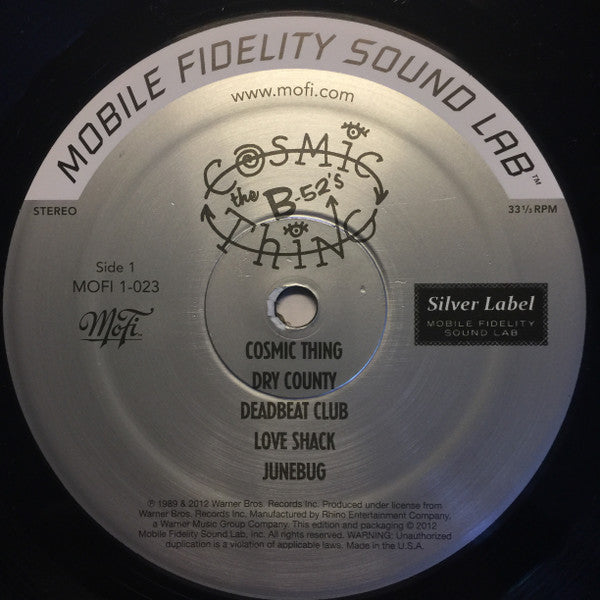 MOBILE FIDELITY SOUND LAB™
www.mofi.com
COSMIC
the B-52's
THING
STEREO
33 1/3 RPM
Side 1
MOFI 1-023
MoFi™
Silver Label
MOBILE FIDELITY
SOUND LAB
COSMIC THING
DRY COUNTY
DEADBEAT CLUB
LOVE SHACK
JUNEBUG
℗ 1989 & 2012 Warner Bros. Records Inc. Produced under license from
Warner Bros. Records Inc. Manufactured by Rhino Entertainment Company,
a Warner Music Group Company. This edition and packaging © 2012
Mobile Fidelity Sound Lab, Inc. All rights reserved. WARNING: Unauthorized
duplication is a violation of applicable laws. Made in the U.S.A.